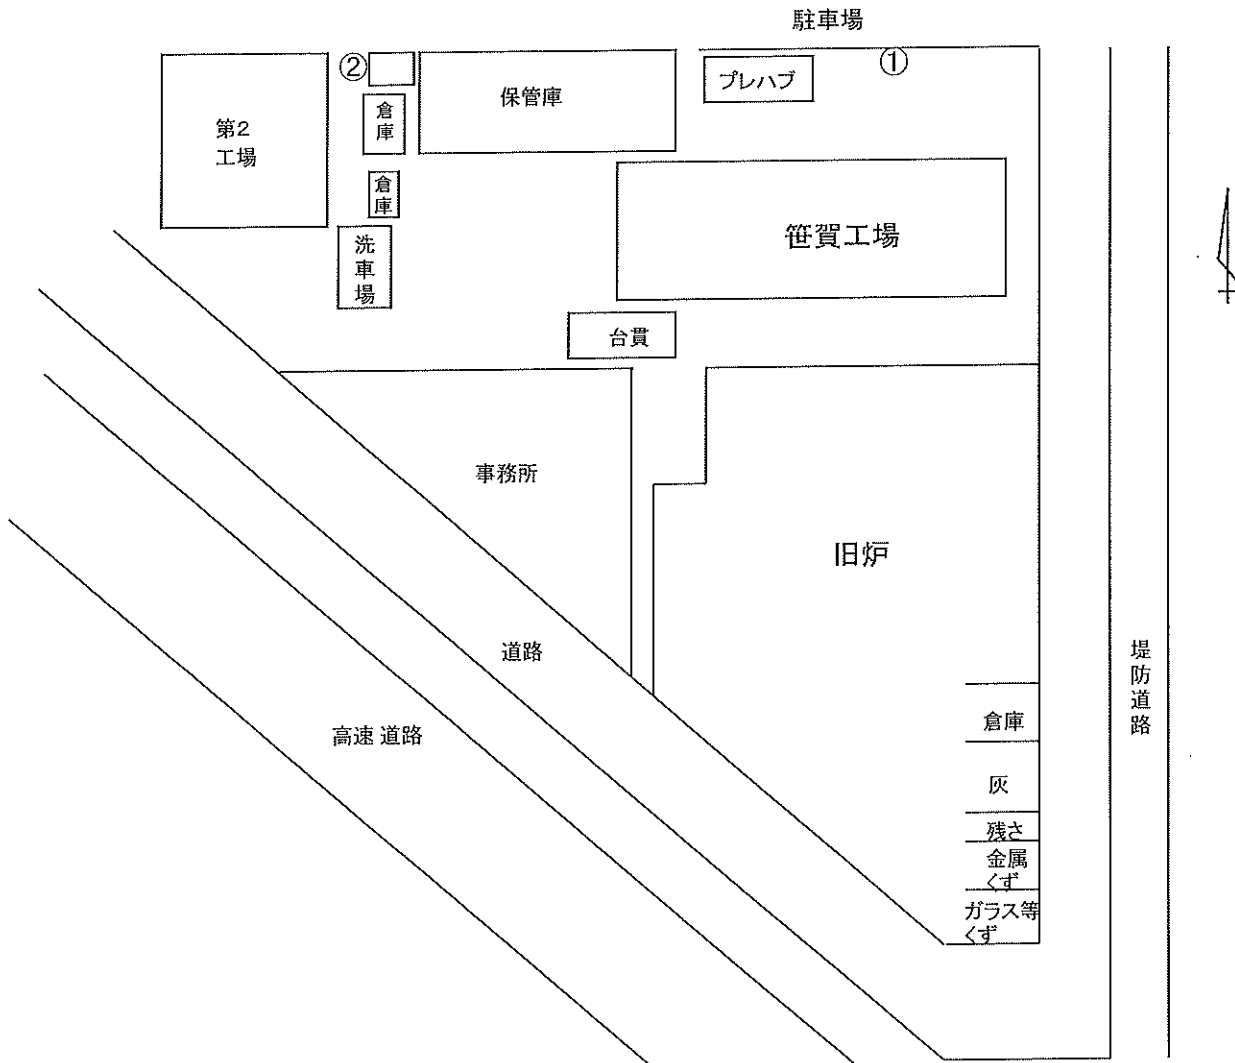 駐車場
①
②
プレハブ
保管庫
倉庫
第2
工場
倉庫
笹賀工場
洗車場
台貫
事務所
旧炉
道路
堤防道路
倉庫
高速 道路
灰
残さ
金属
くず
ガラス等
くず